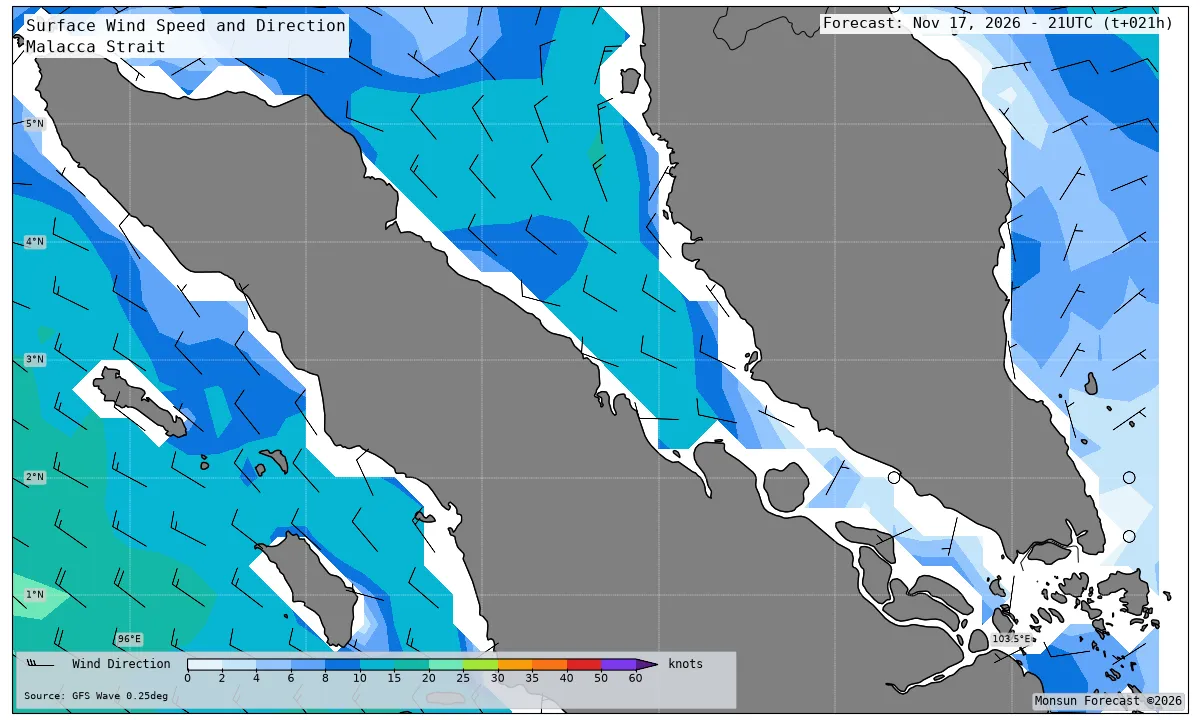 Surface Wind Speed and Direction
Malacca Strait
Forecast: Nov 17, 2026 - 21UTC (t+021h)
5°N
4°N
3°N
2°N
1°N
96°E
103.5°E
Wind Direction
knots
0 2 4 6 8 10 15 20 25 30 35 40 50 60
Source: GFS Wave 0.25deg
Monsun Forecast ©2026